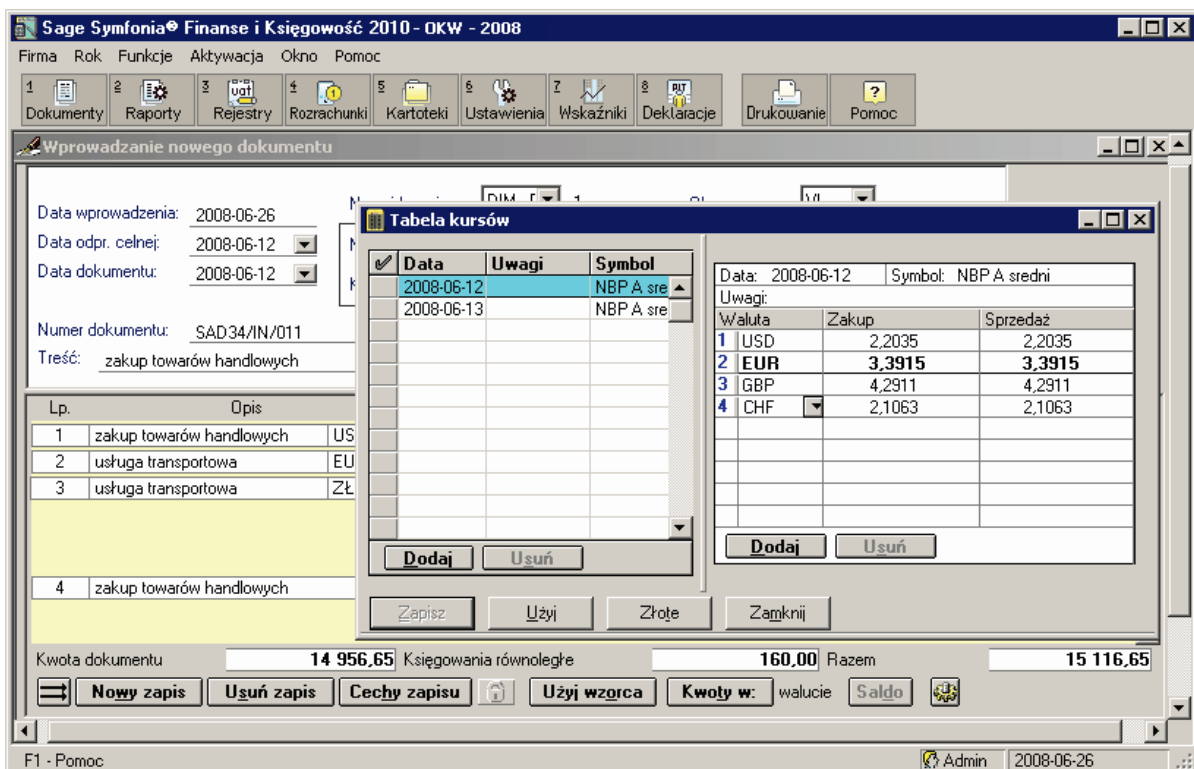 Sage Symfonia® Finanse i Księgowość 2010 - OKW - 2008
Firma Rok Funkcje Aktywacja Okno Pomoc
1 Dokumenty 2 Raporty 3 Rejestry 4 Rozrachunki 5 Kartoteki 6 Ustawienia 7 Wskaźniki 8 Deklaracje Drukowanie Pomoc
Wprowadzanie nowego dokumentu
Data wprowadzenia: 2008-06-26
Data odpr. celnej: 2008-06-12
Data dokumentu: 2008-06-12
Numer dokumentu: SAD34/IN/011
Treść: zakup towarów handlowych
Lp. Opis
1 zakup towarów handlowych US
2 usługa transportowa EU
3 usługa transportowa ZŁ
4 zakup towarów handlowych
Tabela kursów
Data Uwagi Symbol
2008-06-12 NBP A sre
2008-06-13 NBP A sre
Dodaj Usuń
Data: 2008-06-12 Symbol: NBP A sredni
Uwagi:
Waluta Zakup Sprzedaż
1 USD 2,2035 2,2035
2 EUR 3,3915 3,3915
3 GBP 4,2911 4,2911
4 CHF 2,1063 2,1063
Dodaj Usuń
Zapisz Użyj Złote Zamknij
Kwota dokumentu 14 956,65 Księgowania równoległe 160,00 Razem 15 116,65
Nowy zapis Usuń zapis Cechy zapisu Użyj wzorca Kwoty w: walucie Saldo
F1 - Pomoc Admin 2008-06-26